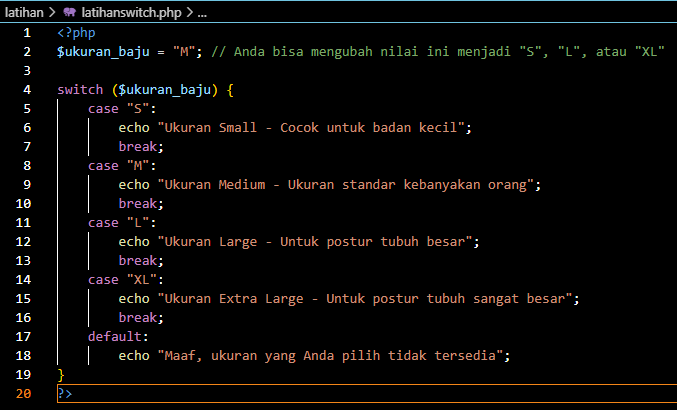 latihan > latihanswitch.php > ...
1 <?php
2 $ukuran_baju = "M"; // Anda bisa mengubah nilai ini menjadi "S", "L", atau "XL"
3
4 switch ($ukuran_baju) {
5 case "S":
6 echo "Ukuran Small - Cocok untuk badan kecil";
7 break;
8 case "M":
9 echo "Ukuran Medium - Ukuran standar kebanyakan orang";
10 break;
11 case "L":
12 echo "Ukuran Large - Untuk postur tubuh besar";
13 break;
14 case "XL":
15 echo "Ukuran Extra Large - Untuk postur tubuh sangat besar";
16 break;
17 default:
18 echo "Maaf, ukuran yang Anda pilih tidak tersedia";
19 }
20 ?>